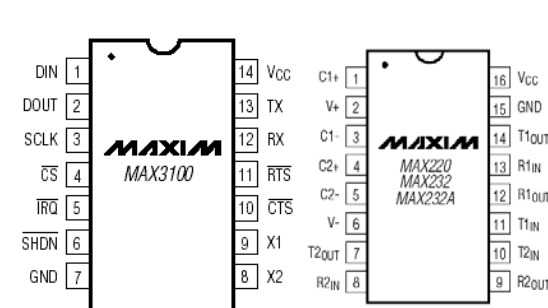 DIN 1 14 VCC
DOUT 2 13 TX
SCLK 3 MAXIM 12 RX
CS 4 MAX3100 11 RTS
IRQ 5 10 CTS
SHDN 6 9 X1
GND 7 8 X2
C1+ 1 16 VCC
V+ 2 15 GND
C1- 3 MAXIM 14 T1OUT
C2+ 4 MAX220 13 R1IN
MAX232
C2- 5 MAX232A 12 R1OUT
V- 6 11 T1IN
T2OUT 7 10 T2IN
R2IN 8 9 R2OUT